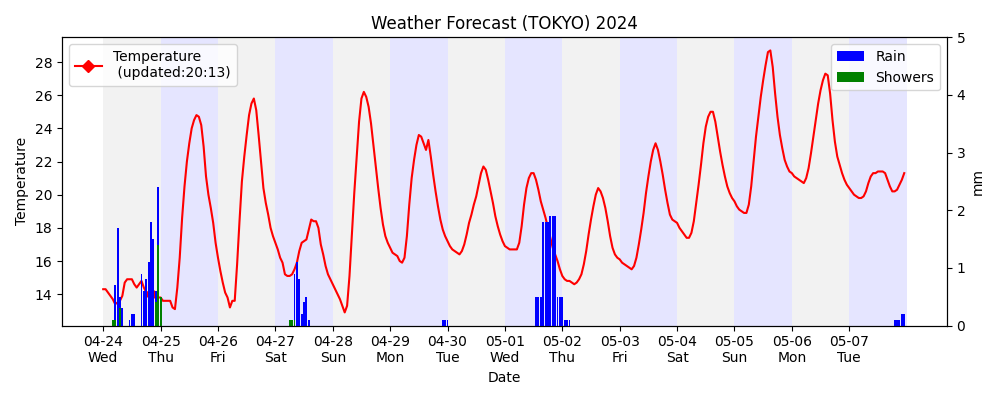 Weather Forecast (TOKYO) 2024
Temperature
(updated:20:13)
Rain
Showers
Temperature
28
26
24
22
20
18
16
14
5
4
3
2
1
0
mm
04-24 04-25 04-26 04-27 04-28 04-29 04-30 05-01 05-02 05-03 05-04 05-05 05-06 05-07
Wed Thu Fri Sat Sun Mon Tue Wed Thu Fri Sat Sun Mon Tue
Date